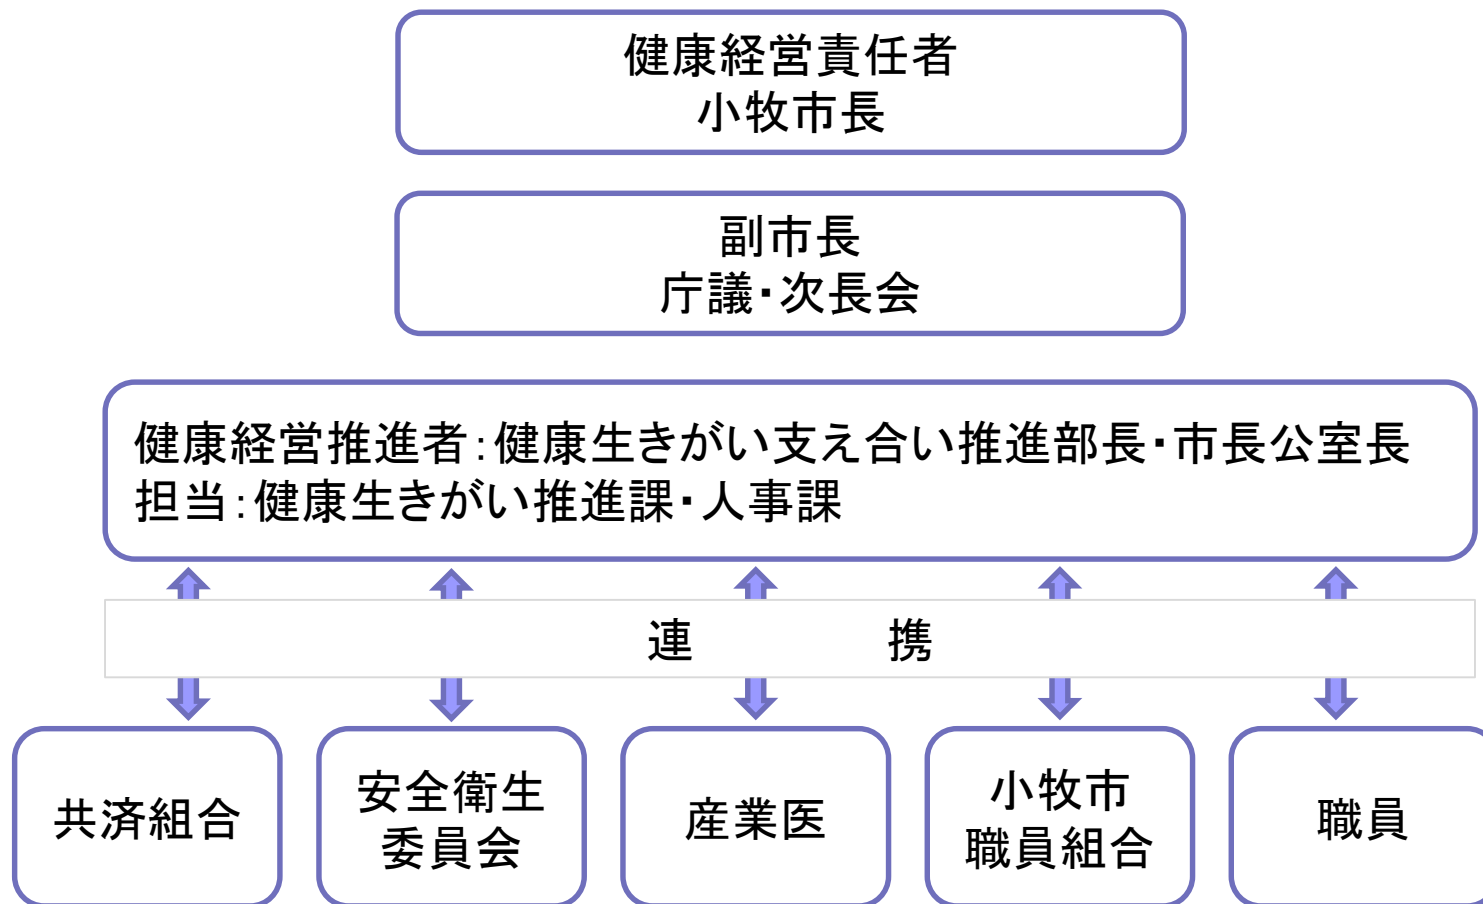 健康経営責任者
小牧市長
副市長
庁議・次長会
健康経営推進者：健康生きがい支え合い推進部長・市長公室長
担当：健康生きがい推進課・人事課
連　　　　携
共済組合
安全衛生
委員会
産業医
小牧市
職員組合
職員